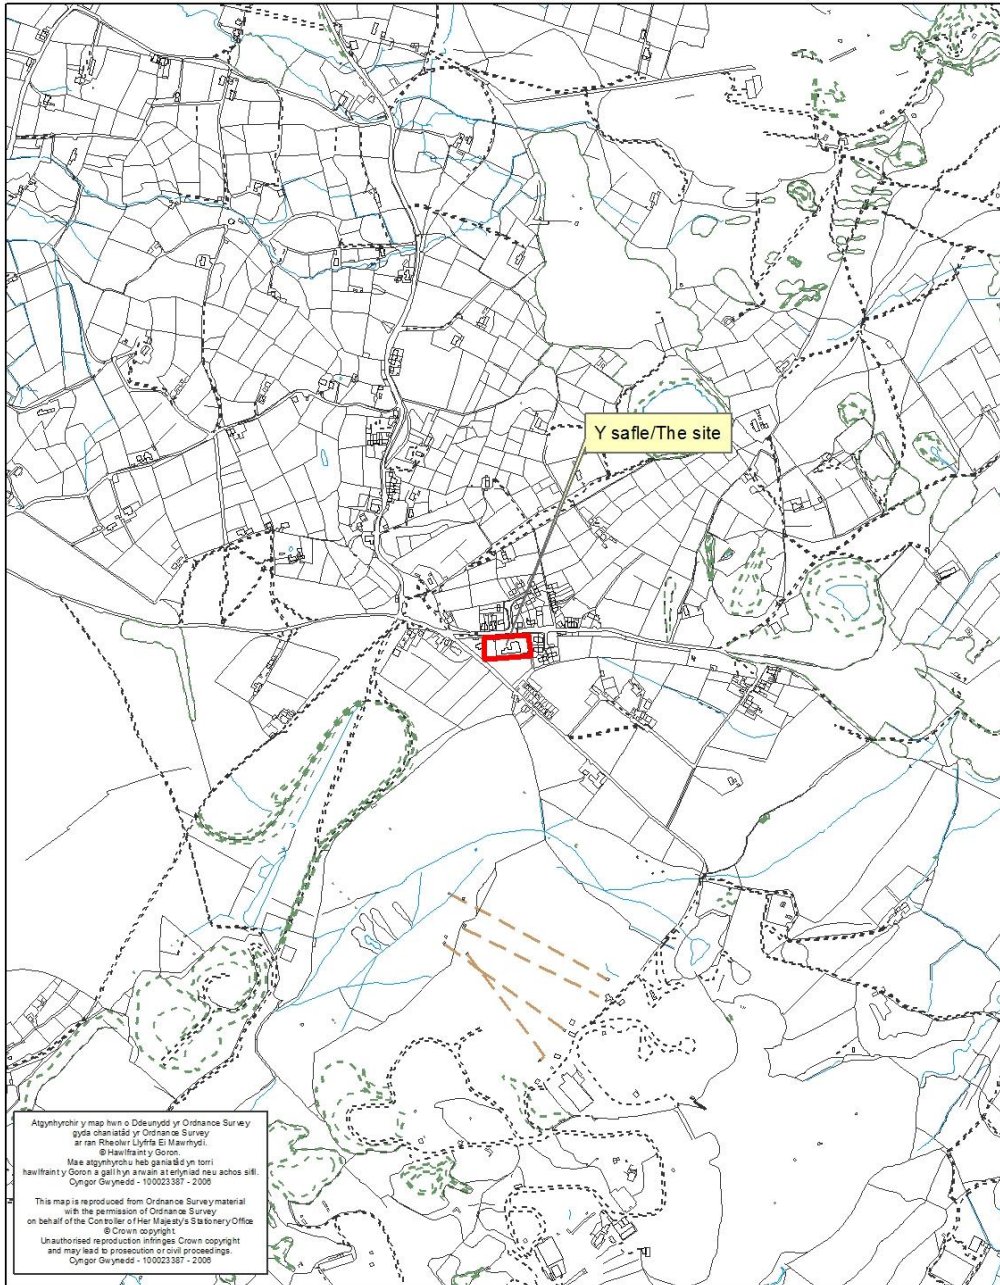 Y safle/The site
Atgynhyrchir y map hwn o Ddeunydd yr Ordnance Survey
gyda chaniatâd yr Ordnance Survey
ar ran Rheolwr Llyfrfa Ei Mawrhydi.
© Hawlfraint y Goron.
Mae atgynhyrchu heb ganiatâd yn torri
hawlfraint y Goron a gall hyn arwain at erlyniad neu achos sifil.
Cyngor Gwynedd - 100023387 - 2006
This map is reproduced from Ordnance Survey material
with the permission of Ordnance Survey
on behalf of the Controller of Her Majesty's Stationery Office
© Crown copyright.
Unauthorised reproduction infringes Crown copyright
and may lead to prosecution or civil proceedings.
Cyngor Gwynedd - 100023387 - 2006